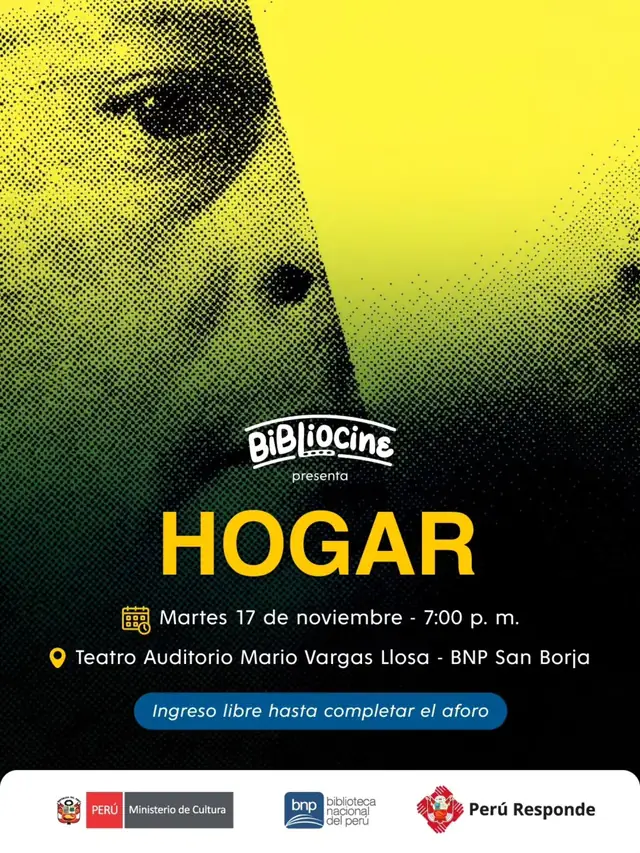 BiBLiOCiNE
presenta
HOGAR
Martes 17 de noviembre - 7:00 p. m.
Teatro Auditorio Mario Vargas Llosa - BNP San Borja
Ingreso libre hasta completar el aforo
PERÚ Ministerio de Cultura
bnp biblioteca
nacional
del perú
Perú Responde